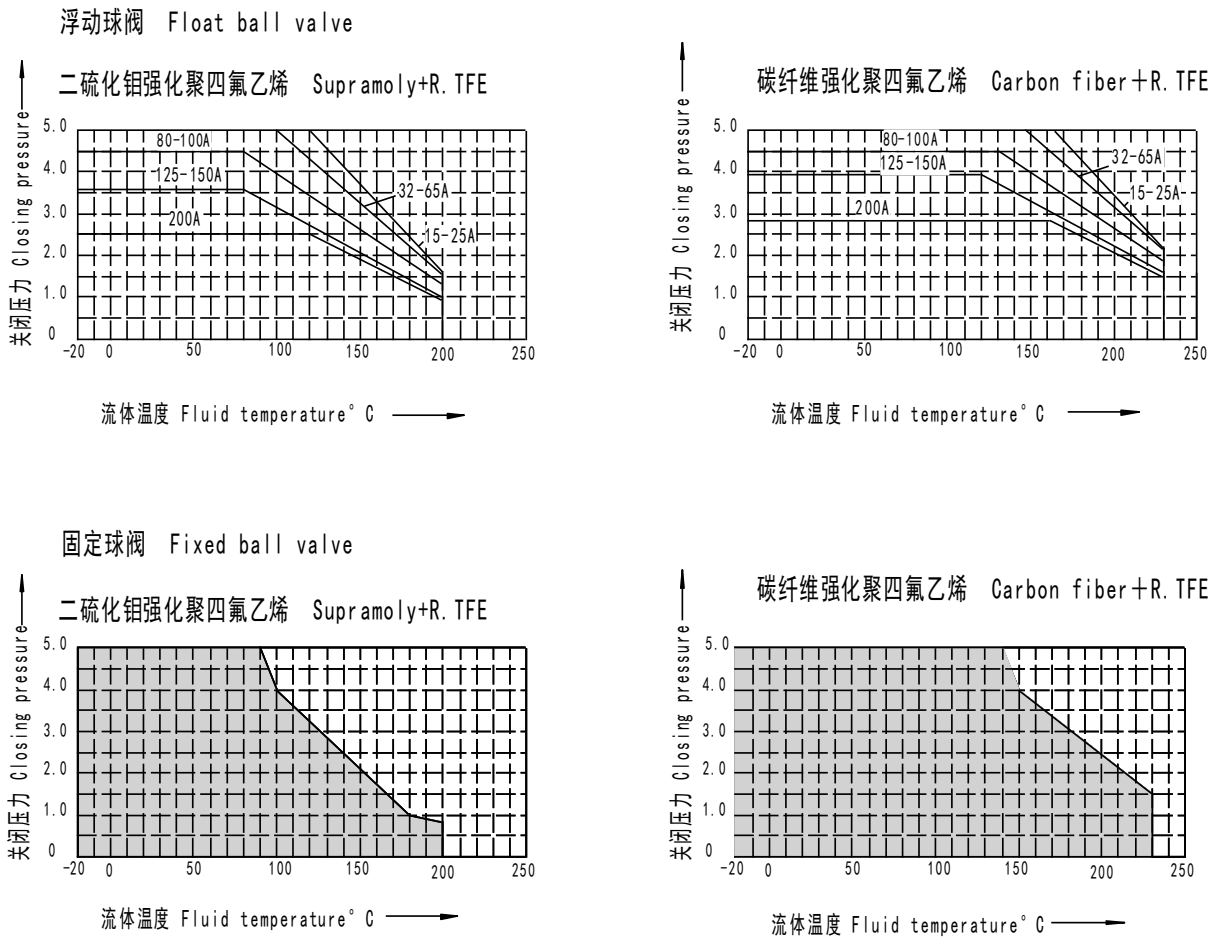 浮动球阀 Float ball valve
二硫化钼强化聚四氟乙烯 Supramoly+R.TFE
关闭压力 Closing pressure
5.0
4.0
3.0
2.0
1.0
0
80-100A
125-150A
200A
32-65A
15-25A
-20 0 50 100 150 200 250
流体温度 Fluid temperature°C
碳纤维强化聚四氟乙烯 Carbon fiber+R.TFE
关闭压力 Closing pressure
5.0
4.0
3.0
2.0
1.0
0
80-100A
125-150A
200A
32-65A
15-25A
-20 0 50 100 150 200 250
流体温度 Fluid temperature°C
固定球阀 Fixed ball valve
二硫化钼强化聚四氟乙烯 Supramoly+R.TFE
关闭压力 Closing pressure
5.0
4.0
3.0
2.0
1.0
0
-20 0 50 100 150 200 250
流体温度 Fluid temperature°C
碳纤维强化聚四氟乙烯 Carbon fiber+R.TFE
关闭压力 Closing pressure
5.0
4.0
3.0
2.0
1.0
0
-20 0 50 100 150 200 250
流体温度 Fluid temperature°C